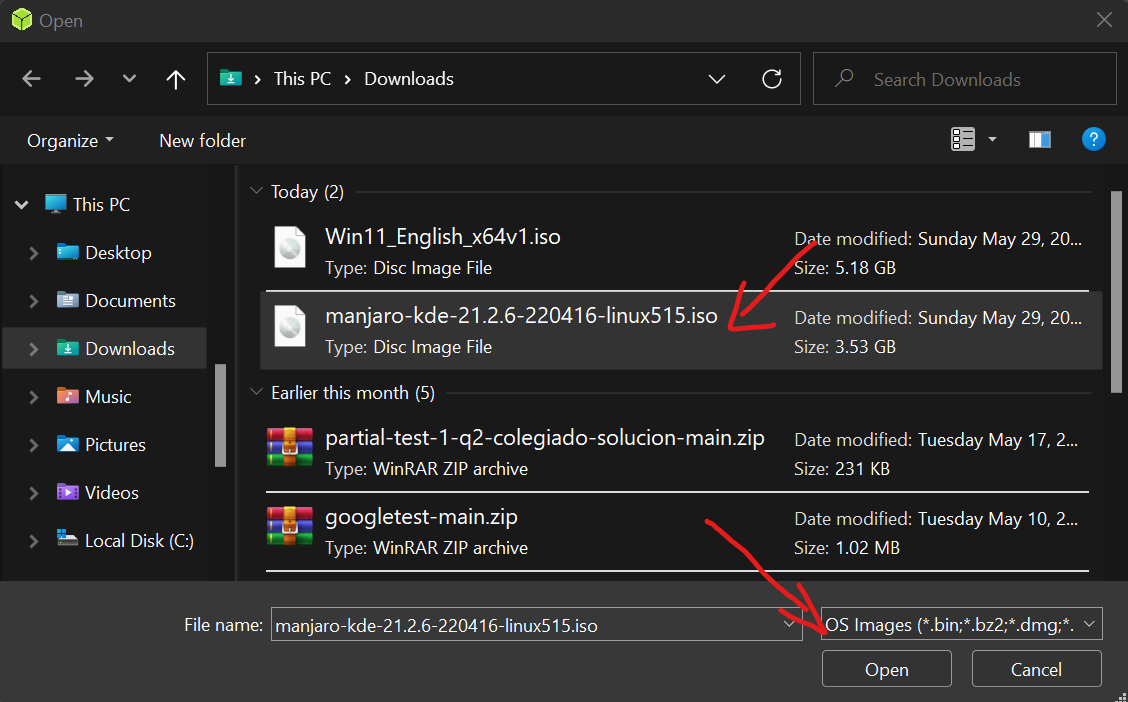 Open
This PC > Downloads
Search Downloads
Organize
New folder
?
This PC
Desktop
Documents
Downloads
Music
Pictures
Videos
Local Disk (C:)
Today (2)
Win11_English_x64v1.iso
Date modified: Sunday May 29, 20...
Type: Disc Image File
Size: 5.18 GB
manjaro-kde-21.2.6-220416-linux515.iso
Date modified: Sunday May 29, 20...
Type: Disc Image File
Size: 3.53 GB
Earlier this month (5)
partial-test-1-q2-colegiado-solucion-main.zip
Date modified: Tuesday May 17, 2...
Type: WinRAR ZIP archive
Size: 231 KB
googletest-main.zip
Date modified: Tuesday May 10, 2...
Type: WinRAR ZIP archive
Size: 1.02 MB
File name: manjaro-kde-21.2.6-220416-linux515.iso
OS Images (*.bin;*.bz2;*.dmg;*.
Open
Cancel